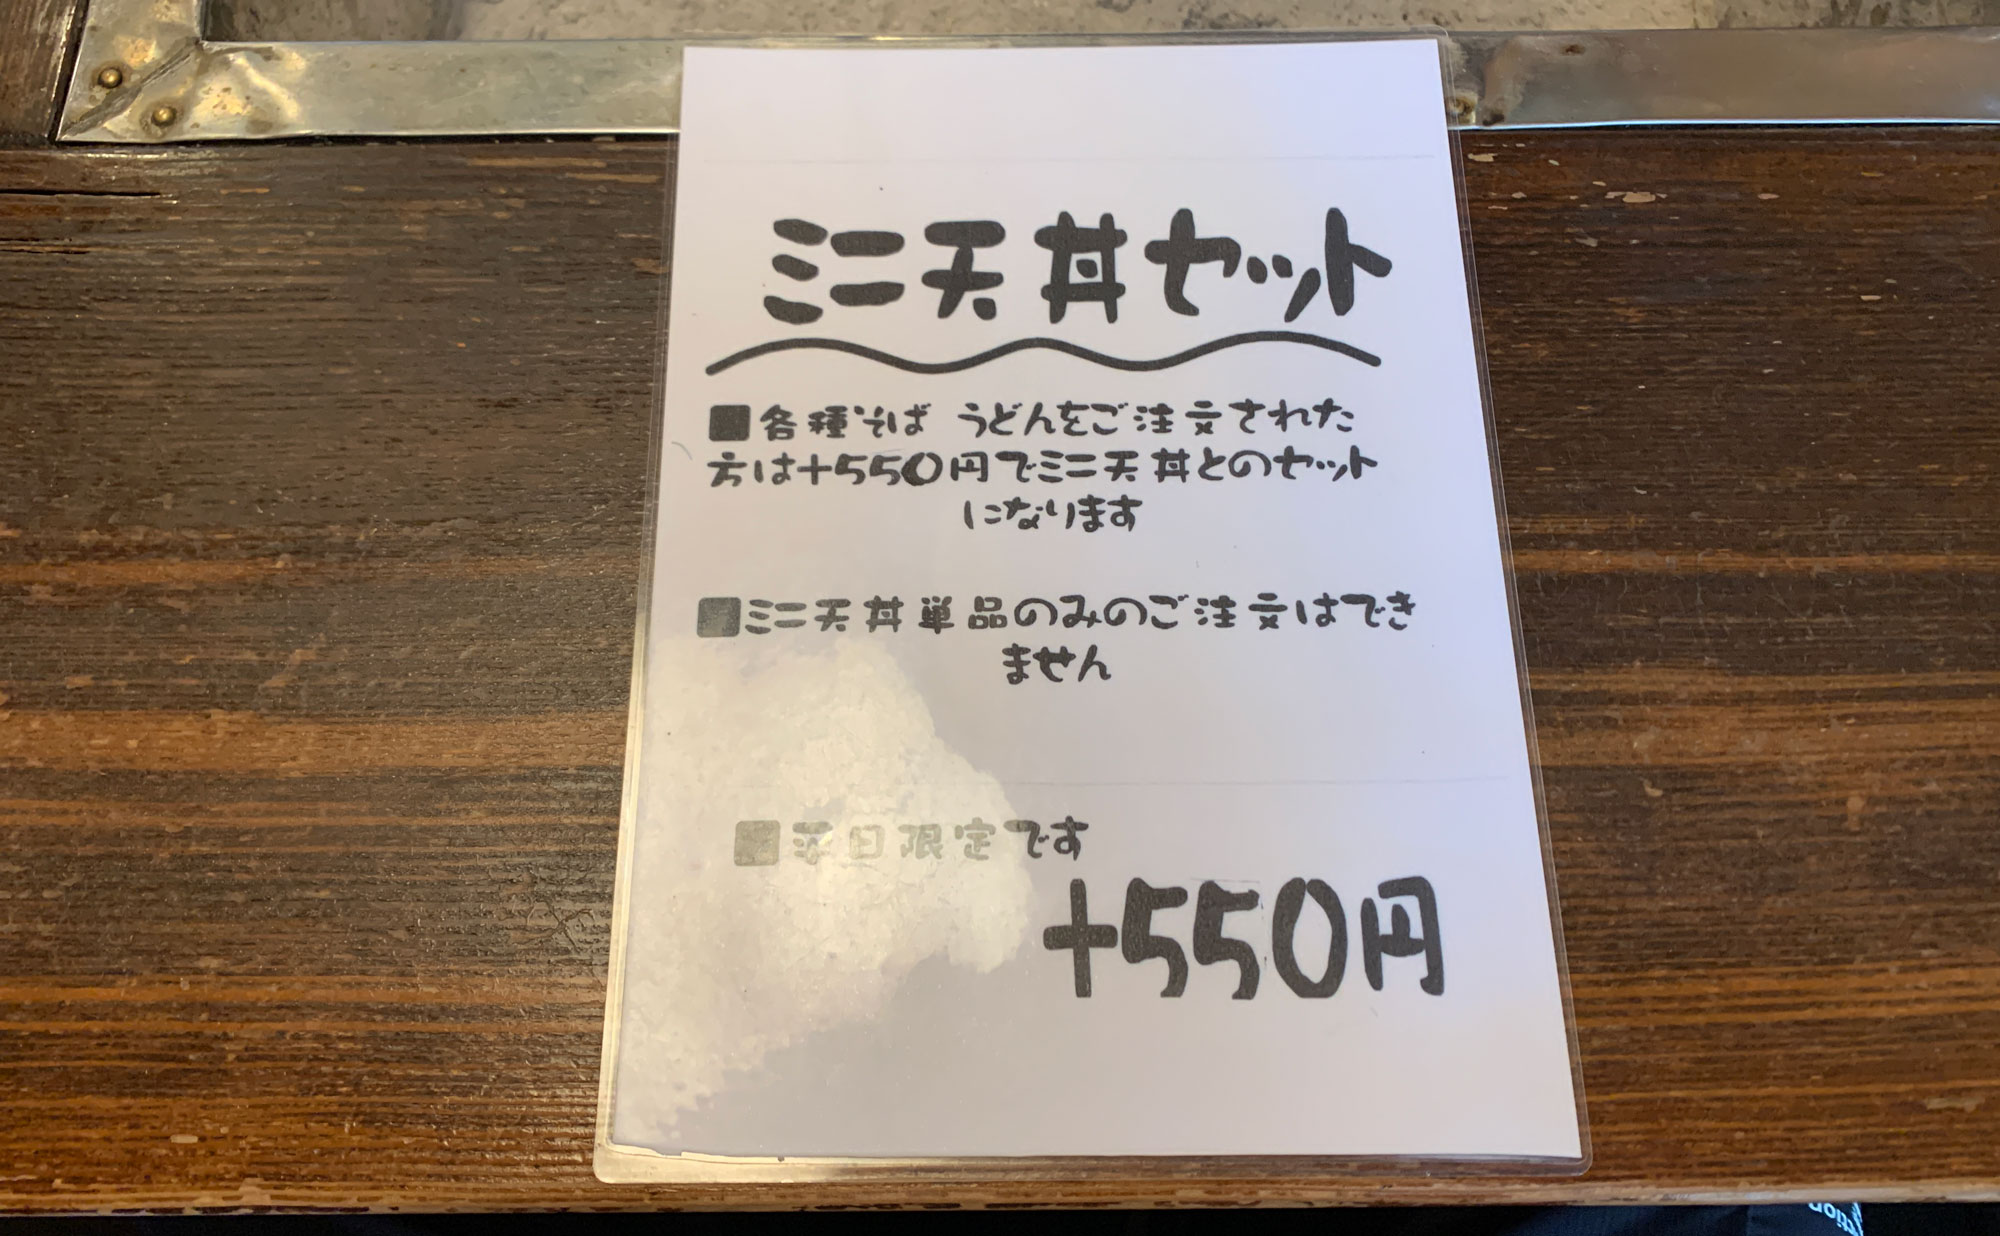 ミニ天丼セット
■各種そば うどんをご注文された
方は+550円でミニ天丼とのセット
になります
■ミニ天丼単品のみのご注文はでき
ません
■平日限定です
+550円